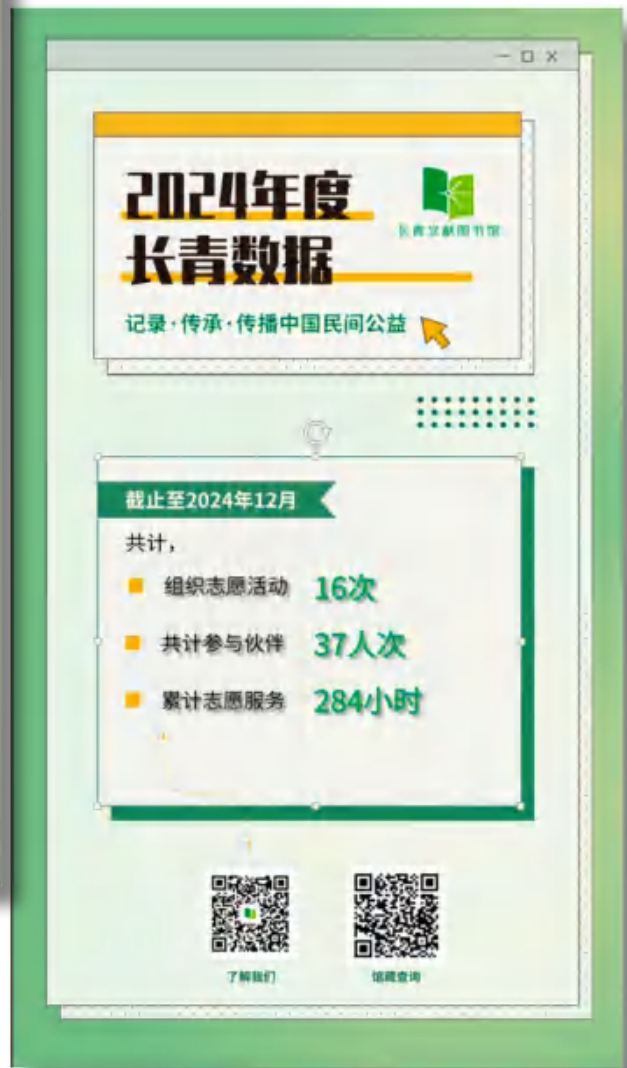 2024年度
长青数据
长青文献图书馆
记录·传承·传播中国民间公益
截止至2024年12月
共计，
组织志愿活动 16次
共计参与伙伴 37人次
累计志愿服务 284小时
了解我们
馆藏查询